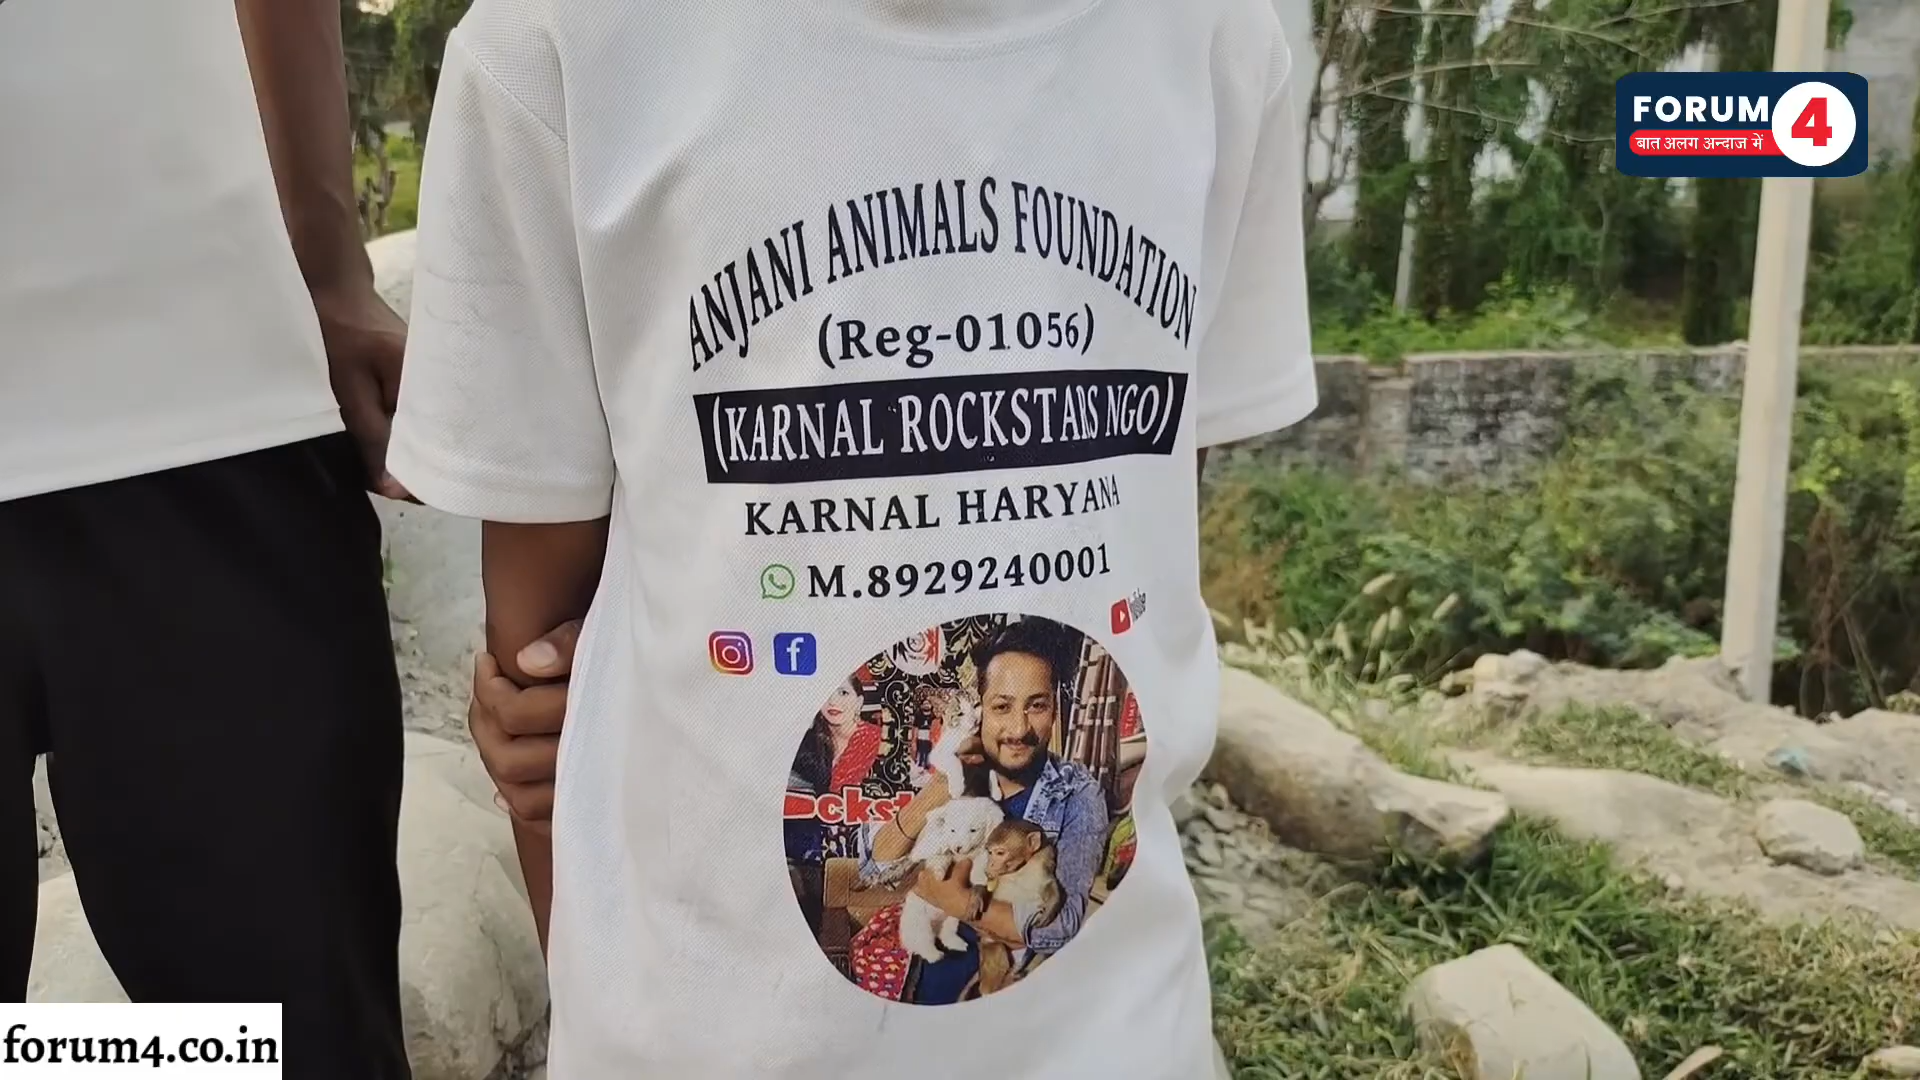 FORUM 4
बात अलग अन्दाज में
ANJANI ANIMALS FOUNDATION
(Reg-01056)
(KARNAL ROCKSTARS NGO)
KARNAL HARYANA
M.8929240001
forum4.co.in